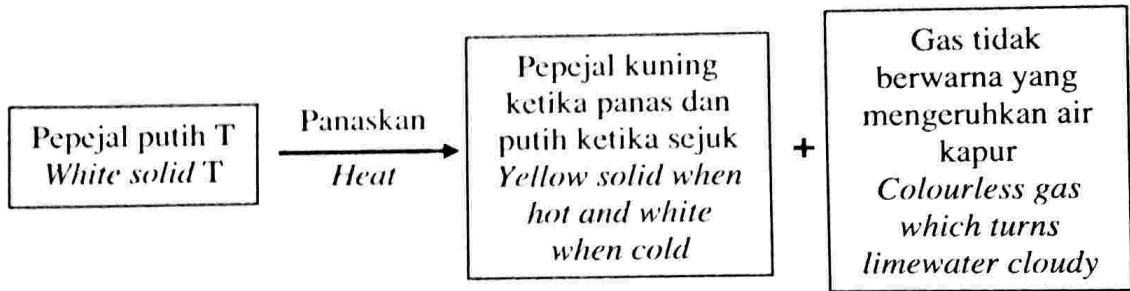 Pepejal putih T
White solid T
Panaskan
Heat
Pepejal kuning
ketika panas dan
putih ketika sejuk
Yellow solid when
hot and white
when cold
+
Gas tidak
berwarna yang
mengeruhkan air
kapur
Colourless gas
which turns
limewater cloudy